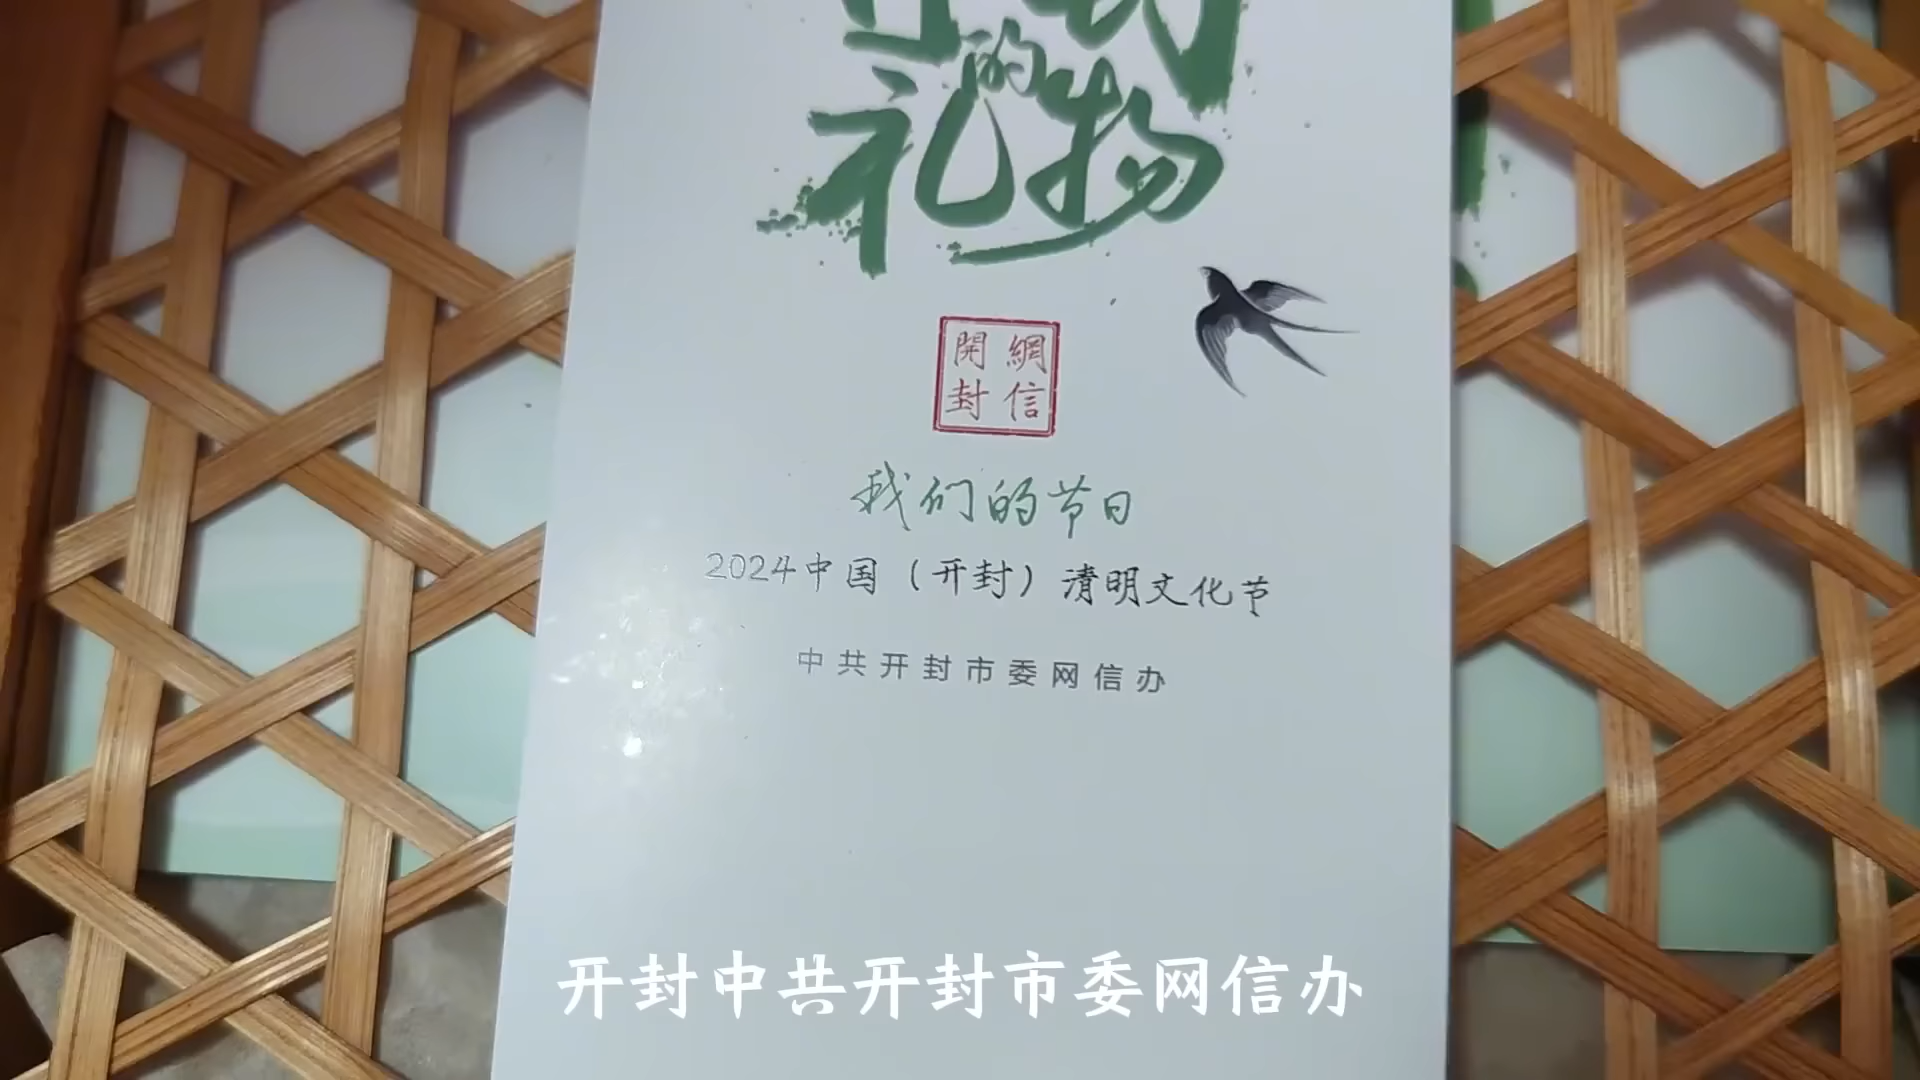 的
礼物
開網
封信
我们的节日
2024中国（开封）清明文化节
中共开封市委网信办
开封中共开封市委网信办